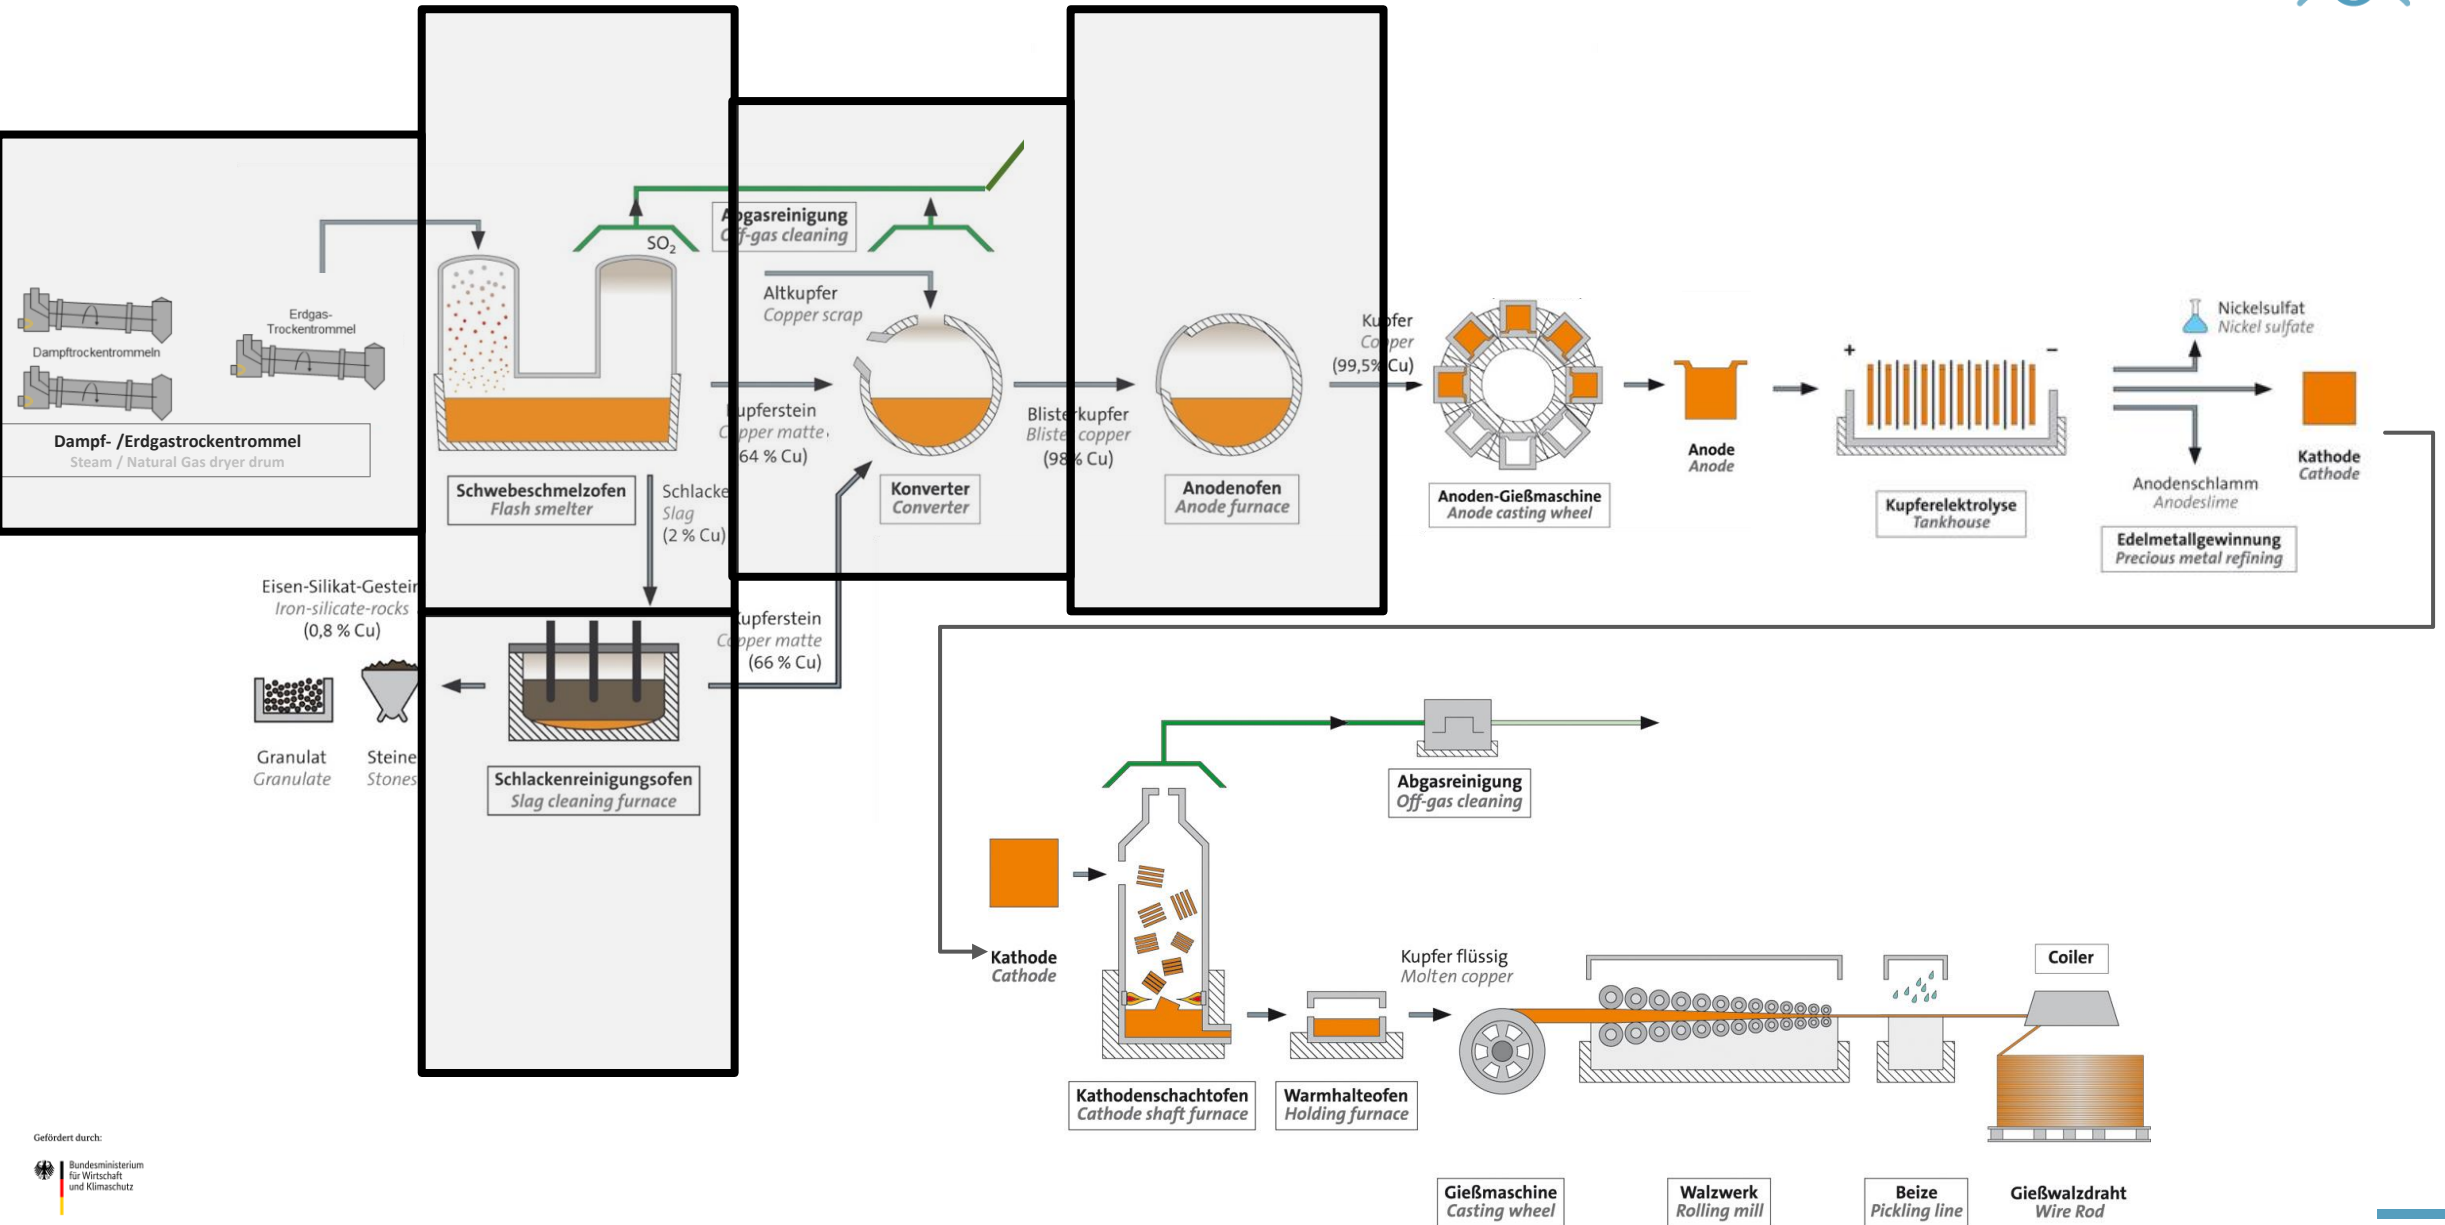 SO₂
Abgasreinigung
Off-gas cleaning
Altkupfer
Copper scrap
Erdgas-
Trockentrommel
Dampftrockentrommeln
Dampf- /Erdgastrockentrommel
Steam / Natural Gas dryer drum
Schwebeschmelzofen
Flash smelter
Schlacke
Slag
(2 % Cu)
Kupferstein
Copper matte
64 % Cu)
Konverter
Converter
Blisterkupfer
Blister copper
(98 % Cu)
Anodenofen
Anode furnace
Kupfer
Copper
(99,5% Cu)
Anoden-Gießmaschine
Anode casting wheel
Anode
Anode
+
–
Kupferelektrolyse
Tankhouse
Nickelsulfat
Nickel sulfate
Anodenschlamm
Anodeslime
Edelmetallgewinnung
Precious metal refining
Kathode
Cathode
Eisen-Silikat-Gestein
Iron-silicate-rocks
(0,8 % Cu)
Granulat
Granulate
Steine
Stones
Schlackenreinigungsofen
Slag cleaning furnace
Kupferstein
Copper matte
(66 % Cu)
Abgasreinigung
Off-gas cleaning
Kathode
Cathode
Kupfer flüssig
Molten copper
Coiler
Kathodenschachtofen
Cathode shaft furnace
Warmhalteofen
Holding furnace
Gießmaschine
Casting wheel
Walzwerk
Rolling mill
Beize
Pickling line
Gießwalzdraht
Wire Rod
Gefördert durch:
Bundesministerium
für Wirtschaft
und Klimaschutz